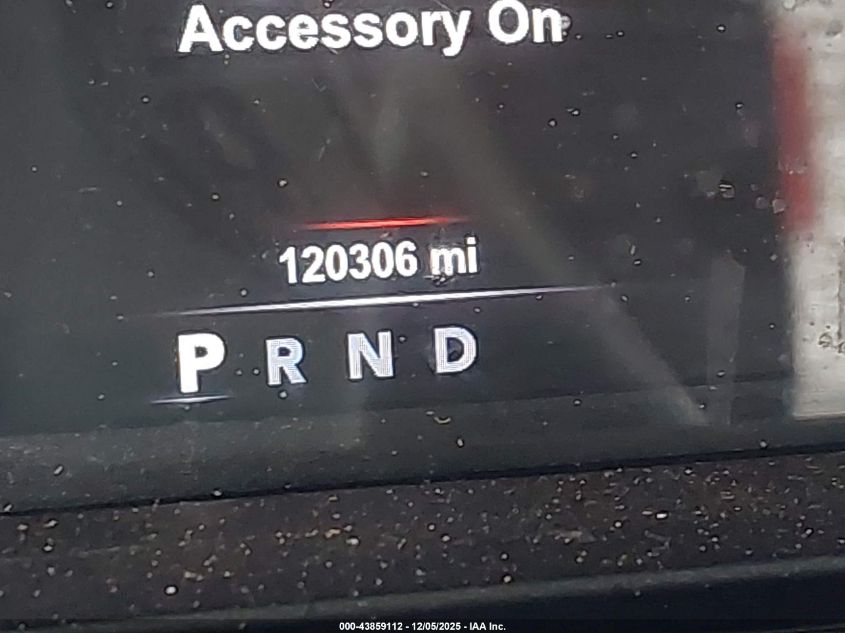 Accessory On
120306 mi
P R N D
000-43859112 - 12/05/2025 - IAA Inc.